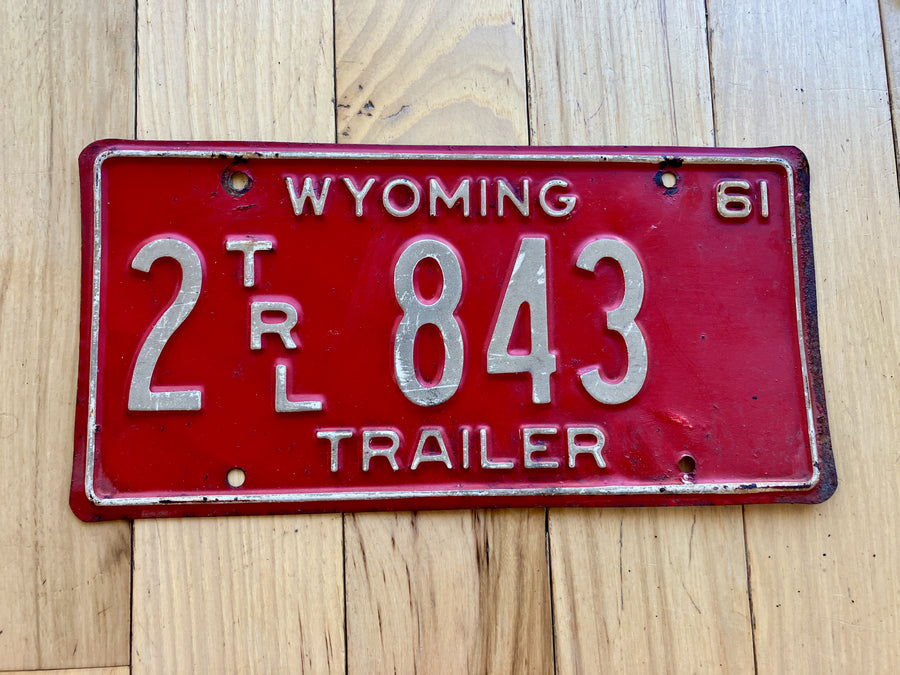 WYOMING 61
2 TRL 843
TRAILER